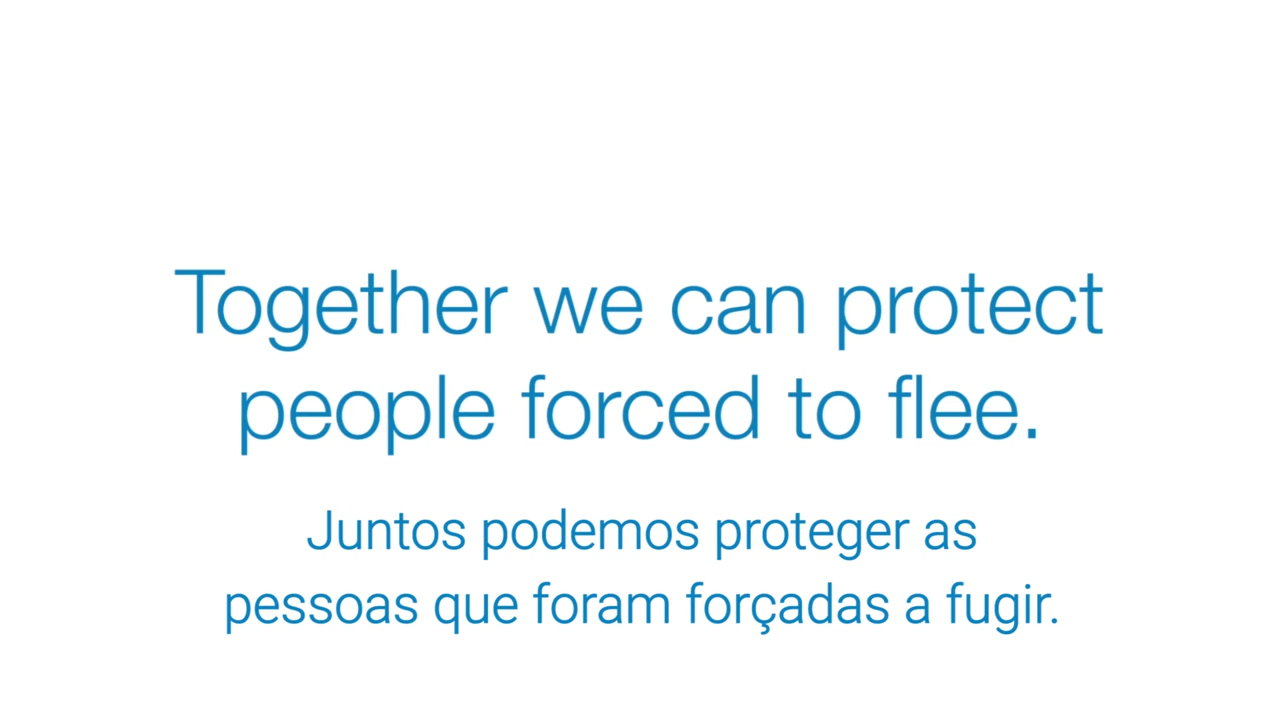 Together we can protect
people forced to flee.
Juntos podemos proteger as
pessoas que foram forçadas a fugir.